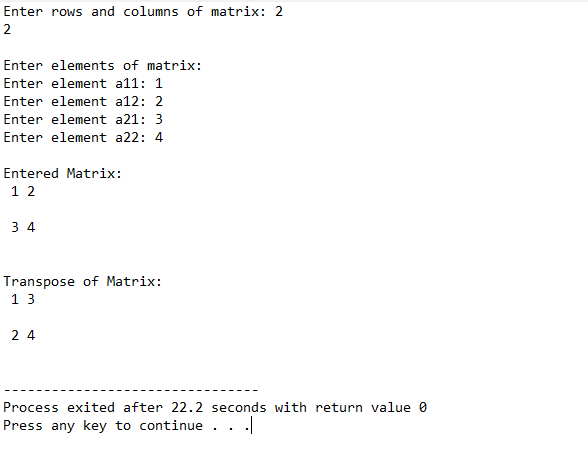 Enter rows and columns of matrix: 2
2
Enter elements of matrix:
Enter element a11: 1
Enter element a12: 2
Enter element a21: 3
Enter element a22: 4
Entered Matrix:
1 2
3 4
Transpose of Matrix:
1 3
2 4
--------------------------------
Process exited after 22.2 seconds with return value 0
Press any key to continue . . .